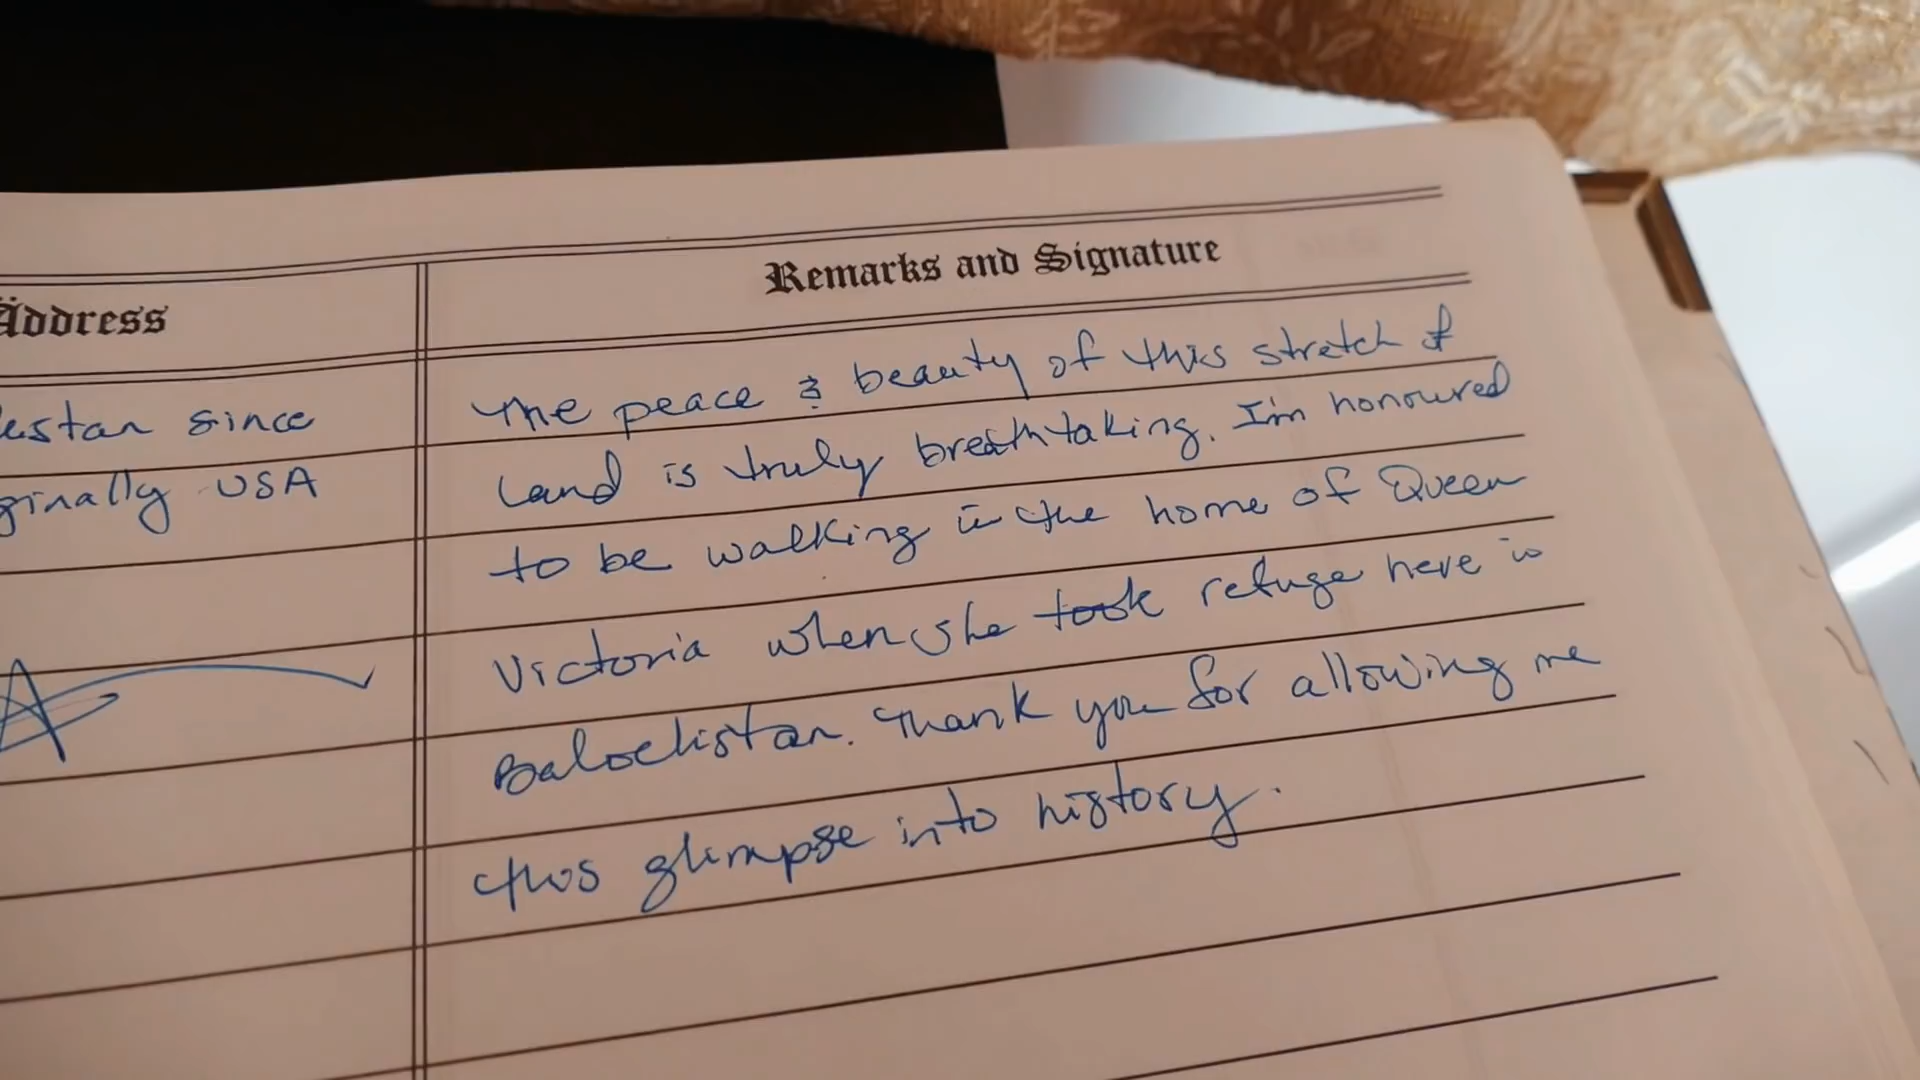 Address
Remarks and Signature
estan since
ginally USA
The peace & beauty of this stretch of
land is truly breathtaking. I'm honoured
to be walking in the home of Queen
Victoria when she took refuge here in
Balochistan. Thank you for allowing me
this glimpse into history.